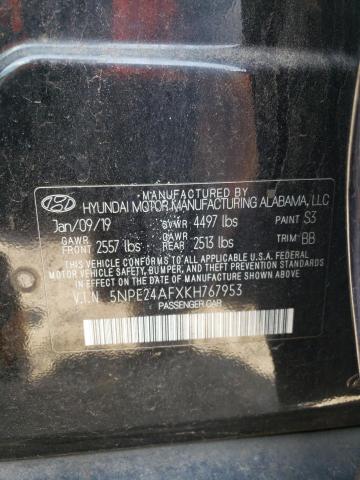 MANUFACTURED BY
HYUNDAI MOTOR MANUFACTURING ALABAMA, LLC
Jan/09/19 GVWR 4497 lbs PAINT S3
GAWR FRONT 2557 lbs GAWR REAR 2513 lbs TRIM BB
THIS VEHICLE CONFORMS TO ALL APPLICABLE U.S.A. FEDERAL
MOTOR VEHICLE SAFETY, BUMPER, AND THEFT PREVENTION
STANDARDS IN EFFECT ON THE DATE OF MANUFACTURE
SHOWN ABOVE.
V.I.N 5NPE24AFXKH767953
PASSENGER CAR